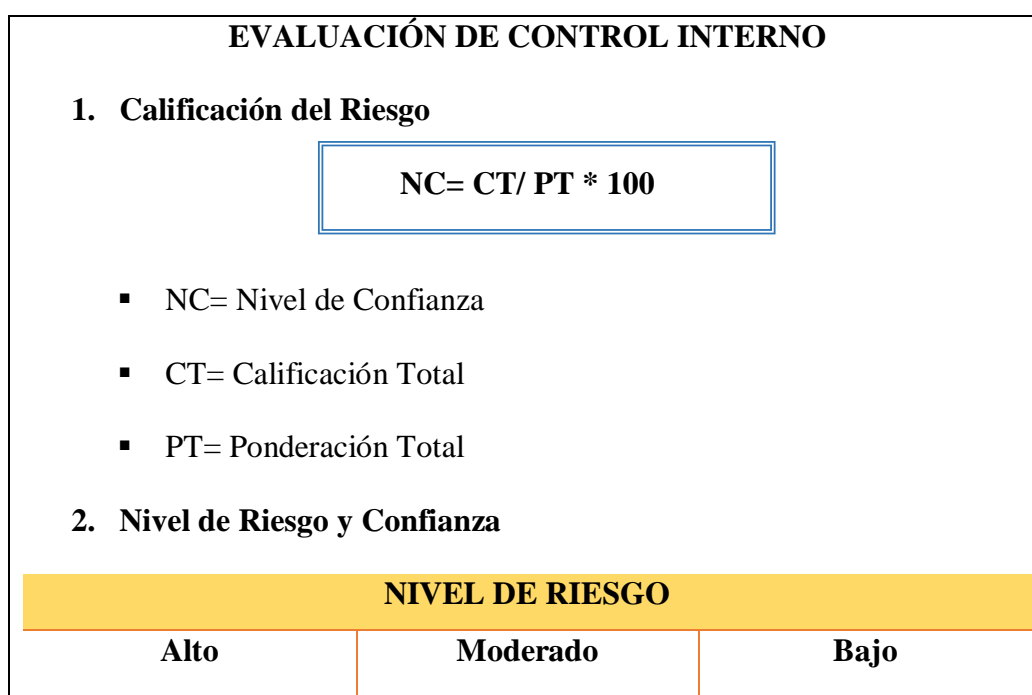 EVALUACIÓN DE CONTROL INTERNO
1. Calificación del Riesgo
NC= CT/ PT * 100
▪ NC= Nivel de Confianza
▪ CT= Calificación Total
▪ PT= Ponderación Total
2. Nivel de Riesgo y Confianza
NIVEL DE RIESGO
Alto Moderado Bajo